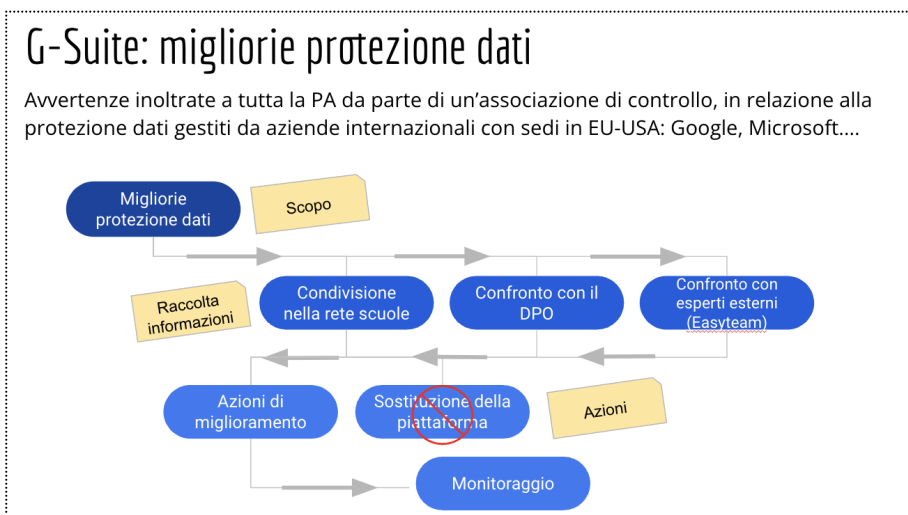 G-Suite: migliorie protezione dati
Avvertenze inoltrate a tutta la PA da parte di un’associazione di controllo, in relazione alla
protezione dati gestiti da aziende internazionali con sedi in EU-USA: Google, Microsoft....
Migliorie
protezione dati
Scopo
Raccolta
informazioni
Condivisione
nella rete scuole
Confronto con il
DPO
Confronto con
esperti esterni
(Easyteam)
Azioni di
miglioramento
Sostituzione della
piattaforma
Azioni
Monitoraggio